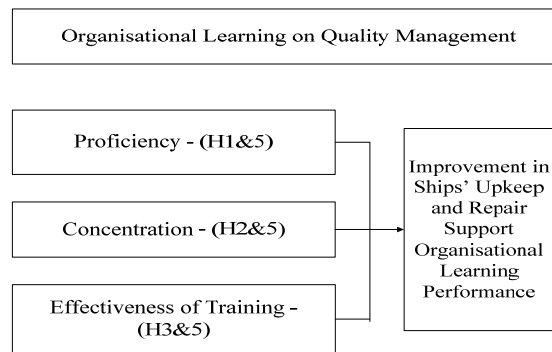 Organisational Learning on Quality Management
Proficiency - (H1&5)
Concentration - (H2&5)
Effectiveness of Training -
(H3&5)
Improvement in
Ships' Upkeep
and Repair
Support
Organisational
Learning
Performance